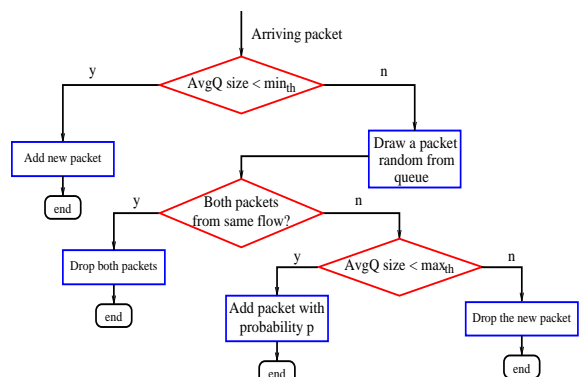 Arriving packet
y
AvgQ size < min_th
n
Add new packet
Draw a packet
random from
queue
end
y
Both packets
from same flow?
n
Drop both packets
y
AvgQ size < max_th
n
end
Add packet with
probability p
Drop the new packet
end
end